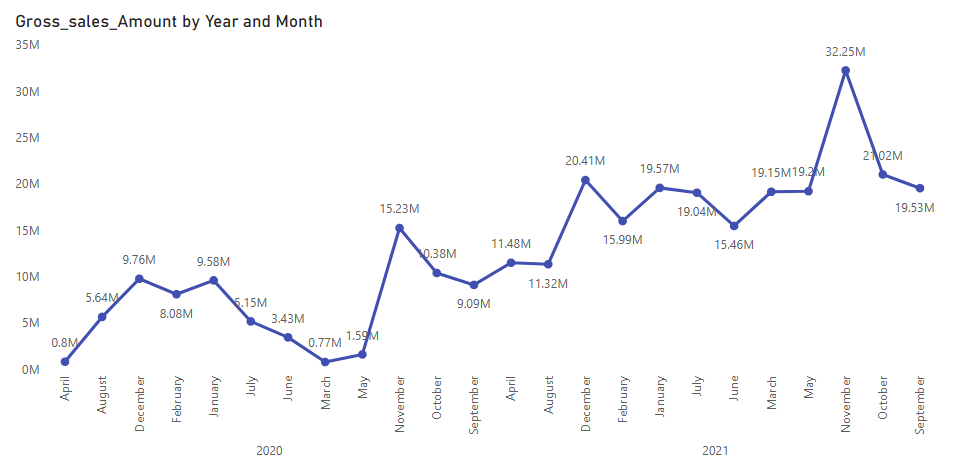 Gross_sales_Amount by Year and Month
35M
30M
25M
20M
15M
10M
5M
0M
0.8M
5.64M
9.76M
8.08M
9.58M
5.15M
3.43M
0.77M
1.59M
15.23M
10.38M
9.09M
11.48M
11.32M
20.41M
15.99M
19.57M
19.04M
15.46M
19.15M
19.2M
32.25M
21.02M
19.53M
April
August
December
February
January
July
June
March
May
November
October
September
April
August
December
February
January
July
June
March
May
November
October
September
2020
2021